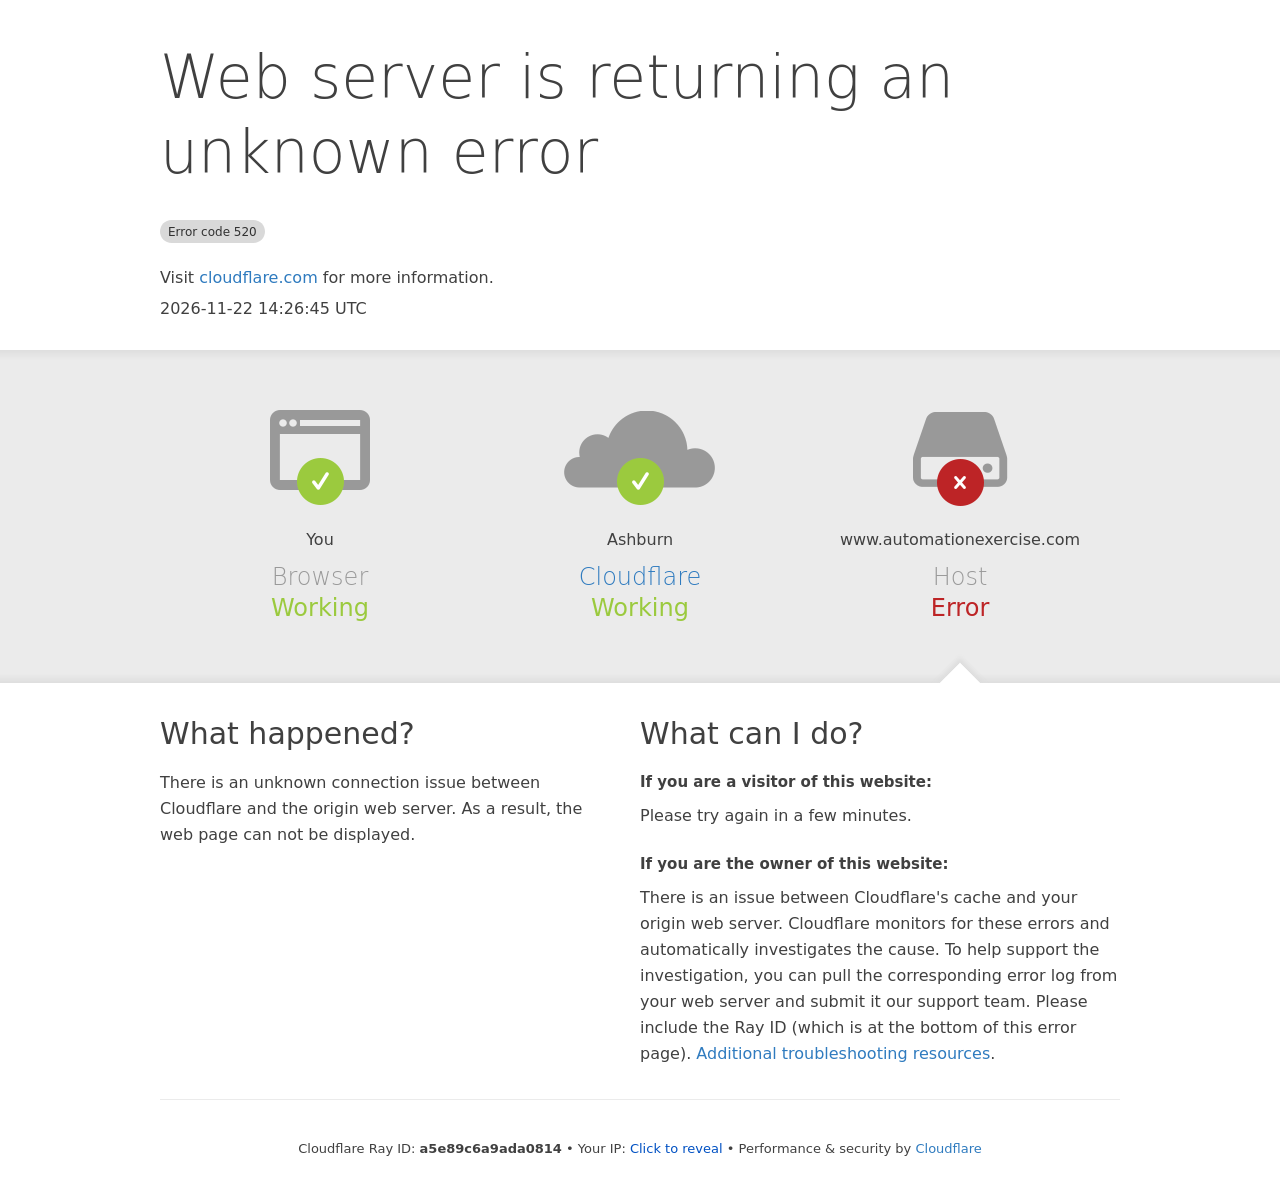 Web server is returning an
unknown error
Error code 520
Visit cloudflare.com for more information.
2026-11-22 14:26:45 UTC
You
Browser
Working
Ashburn
Cloudflare
Working
www.automationexercise.com
Host
Error
What happened?
There is an unknown connection issue between
Cloudflare and the origin web server. As a result, the
web page can not be displayed.
What can I do?
If you are a visitor of this website:
Please try again in a few minutes.
If you are the owner of this website:
There is an issue between Cloudflare's cache and your
origin web server. Cloudflare monitors for these errors and
automatically investigates the cause. To help support the
investigation, you can pull the corresponding error log from
your web server and submit it our support team. Please
include the Ray ID (which is at the bottom of this error
page). Additional troubleshooting resources.
Cloudflare Ray ID: a5e89c6a9ada0814 • Your IP: Click to reveal • Performance & security by Cloudflare